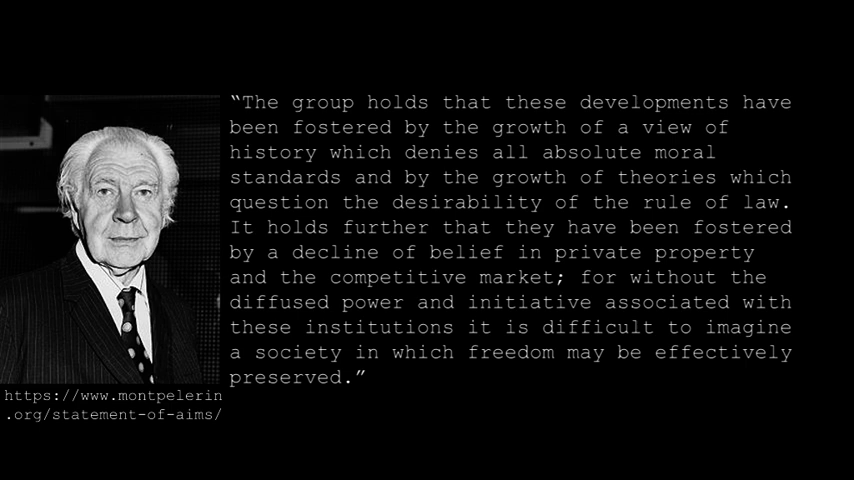 “The group holds that these developments have
been fostered by the growth of a view of
history which denies all absolute moral
standards and by the growth of theories which
question the desirability of the rule of law.
It holds further that they have been fostered
by a decline of belief in private property
and the competitive market; for without the
diffused power and initiative associated with
these institutions it is difficult to imagine
a society in which freedom may be effectively
preserved.”
https://www.montpelerin
.org/statement-of-aims/